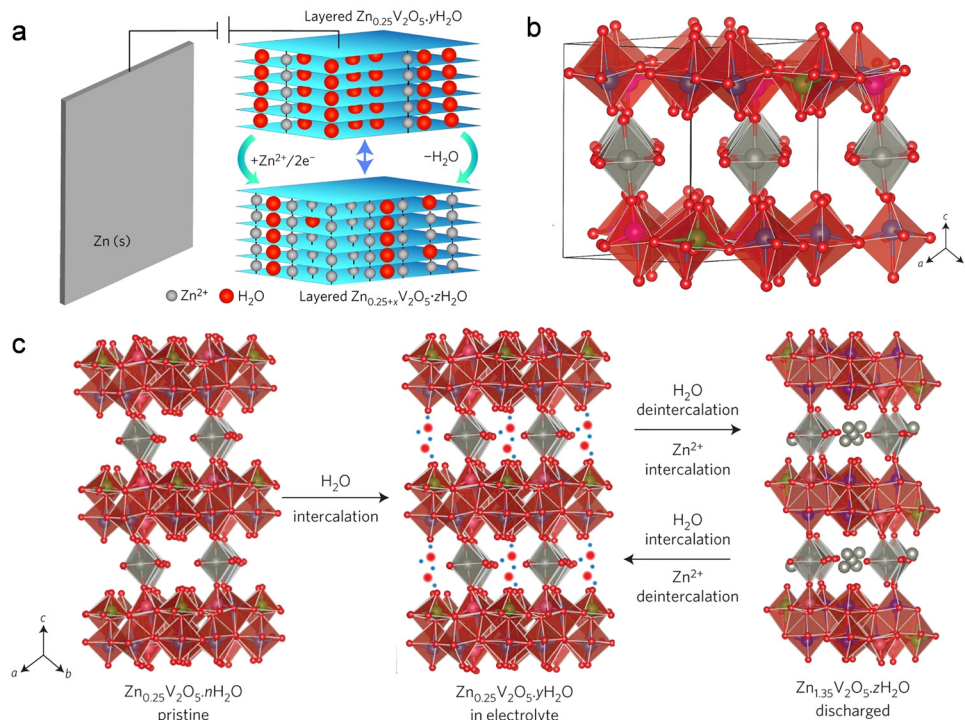 a
Layered Zn0.25V2O5.yH2O
+Zn2+/2e−
−H2O
Zn (s)
Zn2+
H2O
Layered Zn0.25+xV2O5·zH2O
b
c
a
b
c
H2O
intercalation
H2O
deintercalation
Zn2+
intercalation
H2O
intercalation
Zn2+
deintercalation
c
a
b
Zn0.25V2O5.nH2O
pristine
Zn0.25V2O5.yH2O
in electrolyte
Zn1.35V2O5.zH2O
discharged